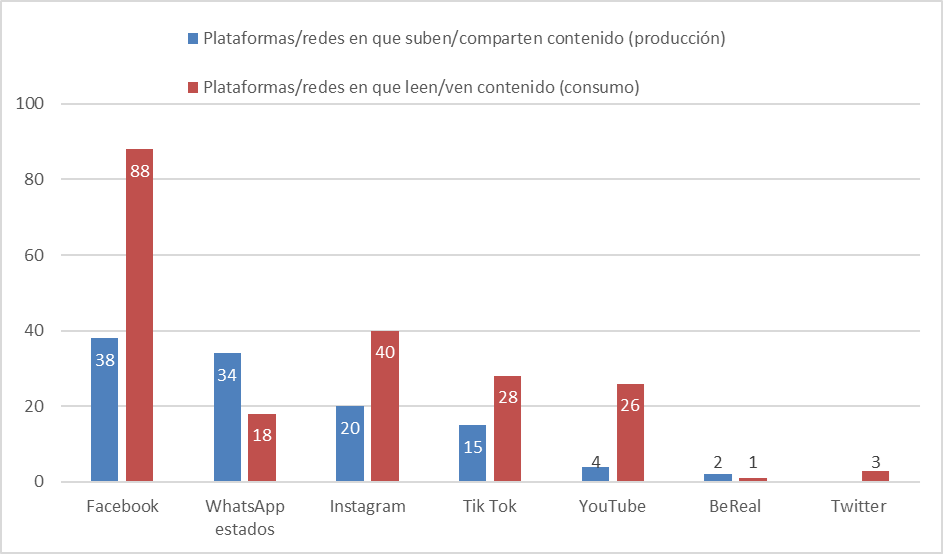 Plataformas/redes en que suben/comparten contenido (producción)
Plataformas/redes en que leen/ven contenido (consumo)
100
80
60
40
20
0
38
88
34
18
20
40
15
28
4
26
2
1
3
Facebook
WhatsApp
estados
Instagram
Tik Tok
YouTube
BeReal
Twitter